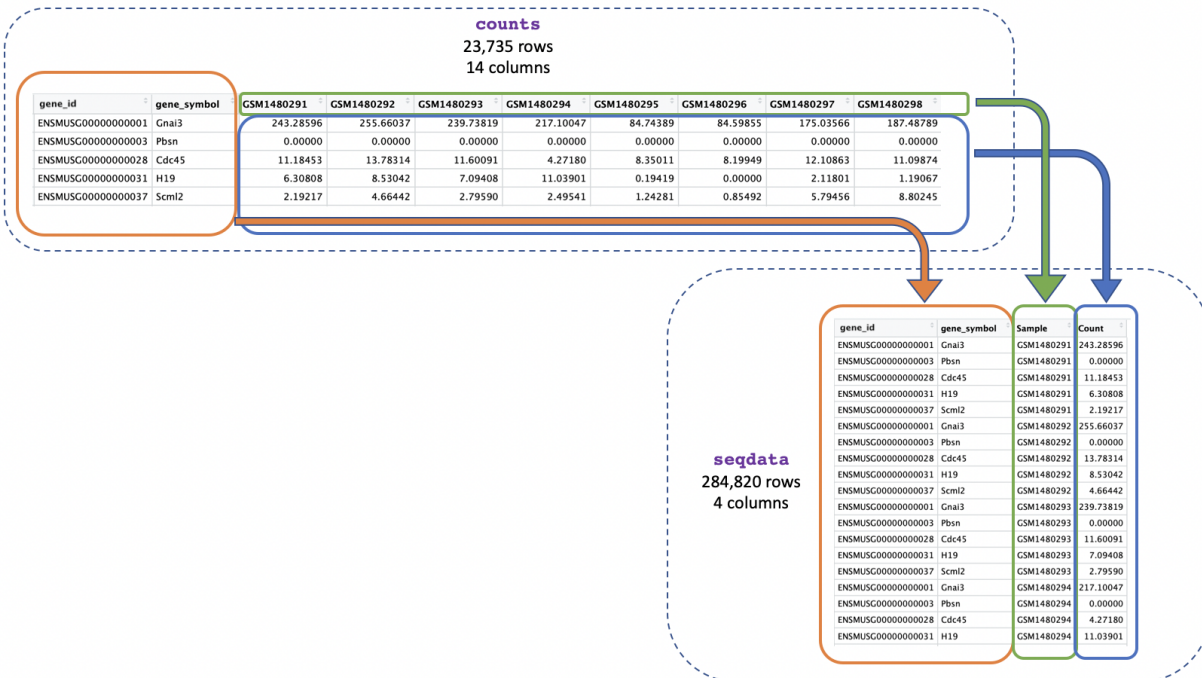 counts
23,735 rows
14 columns
gene_id gene_symbol GSM1480291 GSM1480292 GSM1480293 GSM1480294 GSM1480295 GSM1480296 GSM1480297 GSM1480298
ENSMUSG00000000001 Gnai3 243.28596 255.66037 239.73819 217.10047 84.74389 84.59855 175.03566 187.48789
ENSMUSG00000000003 Pbsn 0.00000 0.00000 0.00000 0.00000 0.00000 0.00000 0.00000 0.00000
ENSMUSG00000000028 Cdc45 11.18453 13.78314 11.60091 4.27180 8.35011 8.19949 12.10863 11.09874
ENSMUSG00000000031 H19 6.30808 8.53042 7.09408 11.03901 0.19419 0.00000 2.11801 1.19067
ENSMUSG00000000037 Scml2 2.19217 4.66442 2.79590 2.49541 1.24281 0.85492 5.79456 8.80245
seqdata
284,820 rows
4 columns
gene_id gene_symbol Sample Count
ENSMUSG00000000001 Gnai3 GSM1480291 243.28596
ENSMUSG00000000003 Pbsn GSM1480291 0.00000
ENSMUSG00000000028 Cdc45 GSM1480291 11.18453
ENSMUSG00000000031 H19 GSM1480291 6.30808
ENSMUSG00000000037 Scml2 GSM1480291 2.19217
ENSMUSG00000000001 Gnai3 GSM1480292 255.66037
ENSMUSG00000000003 Pbsn GSM1480292 0.00000
ENSMUSG00000000028 Cdc45 GSM1480292 13.78314
ENSMUSG00000000031 H19 GSM1480292 8.53042
ENSMUSG00000000037 Scml2 GSM1480292 4.66442
ENSMUSG00000000001 Gnai3 GSM1480293 239.73819
ENSMUSG00000000003 Pbsn GSM1480293 0.00000
ENSMUSG00000000028 Cdc45 GSM1480293 11.60091
ENSMUSG00000000031 H19 GSM1480293 7.09408
ENSMUSG00000000037 Scml2 GSM1480293 2.79590
ENSMUSG00000000001 Gnai3 GSM1480294 217.10047
ENSMUSG00000000003 Pbsn GSM1480294 0.00000
ENSMUSG00000000028 Cdc45 GSM1480294 4.27180
ENSMUSG00000000031 H19 GSM1480294 11.03901